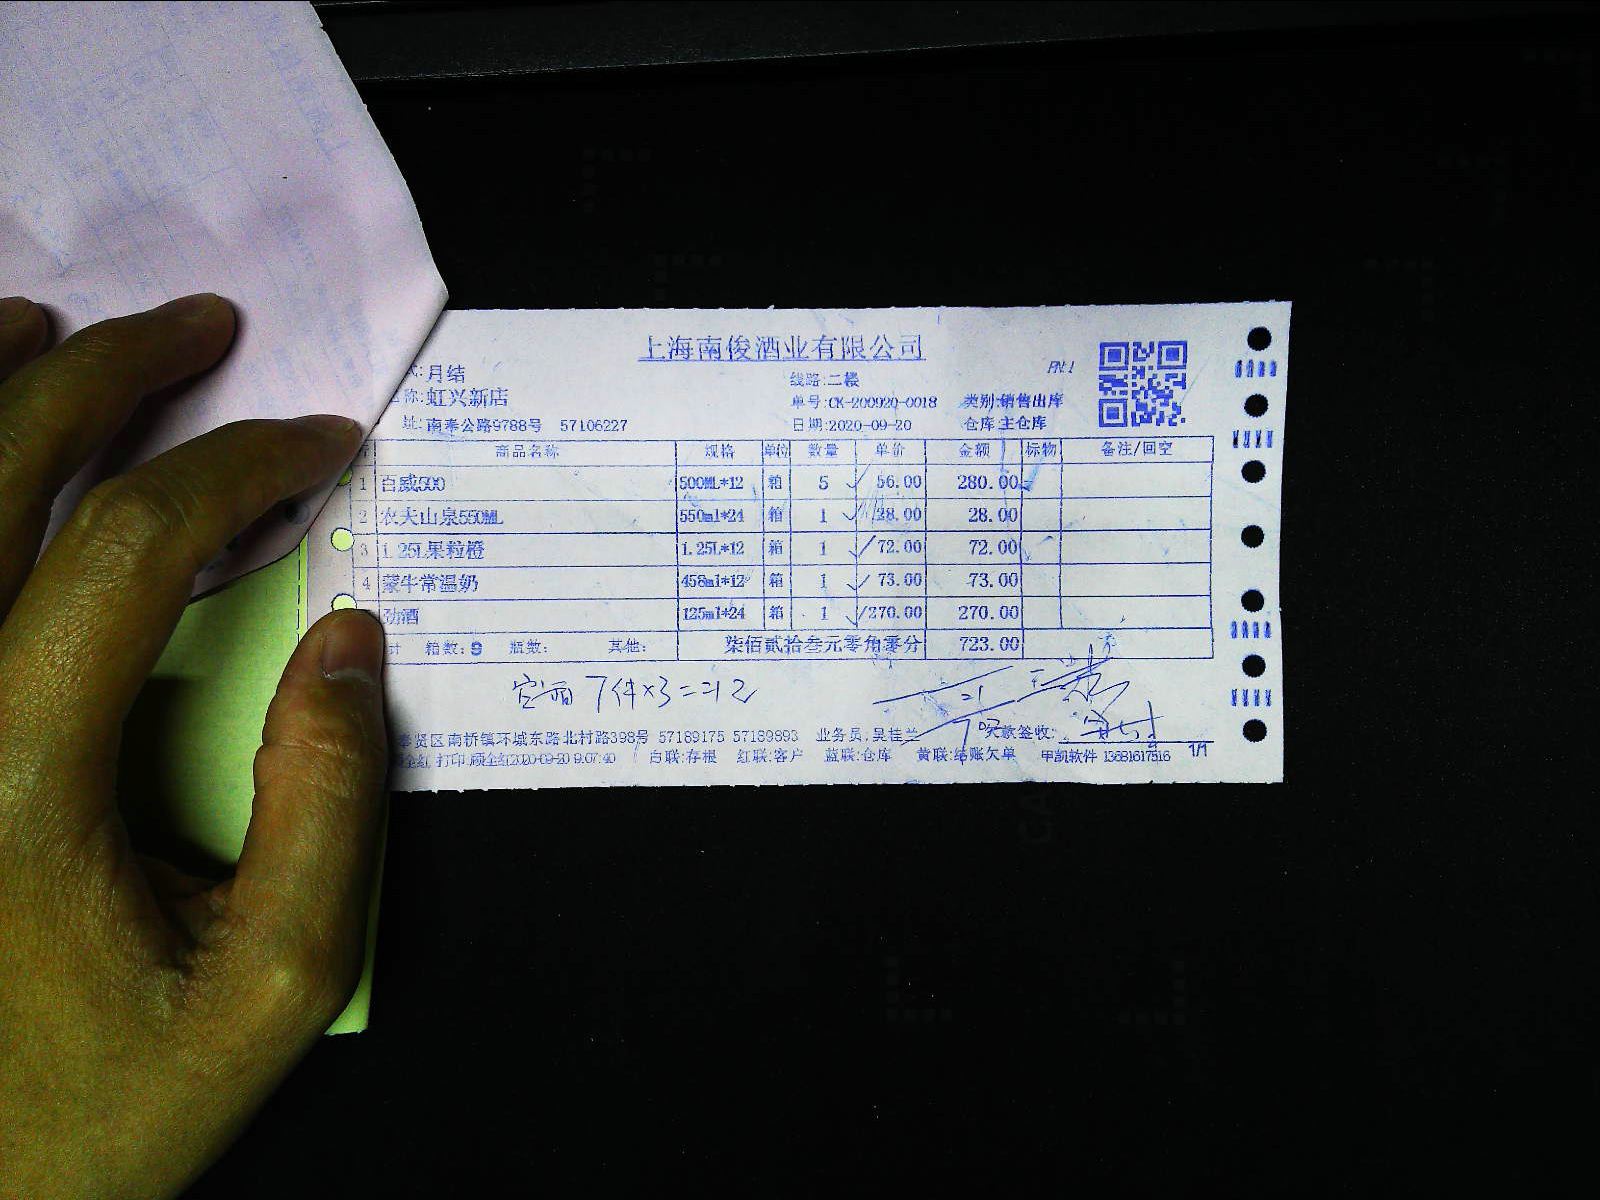 上海南俊酒业有限公司
式:月结 线路:二楼 PN:1
称:虹兴新店 单号:CK-200920-0018 类别:销售出库
址:南奉公路9788号 57106227 日期:2020-09-20 仓库:主仓库
商品名称 规格 单位 数量 单价 金额 标物 备注/回空
1 百威500 500ML*12 箱 5 56.00 280.00
2 农夫山泉550ML 550ml*24 箱 1 28.00 28.00
3 1.25L果粒橙 1.25L*12 箱 1 72.00 72.00
4 蒙牛常温奶 458ml*12 箱 1 73.00 73.00
劲酒 125ml*24 箱 1 270.00 270.00
计 箱数:9 瓶数: 其他: 柒佰贰拾叁元零角零分 723.00
7件×3=21
奉贤区南桥镇环城东路北村路398号 57189175 57189893 业务员:吴桂兰 欠款签收:
打印 顾全红2020-09-20 9:07:40 白联:存根 红联:客户 蓝联:仓库 黄联:结账欠单 甲凯软件 13681617516 1/1